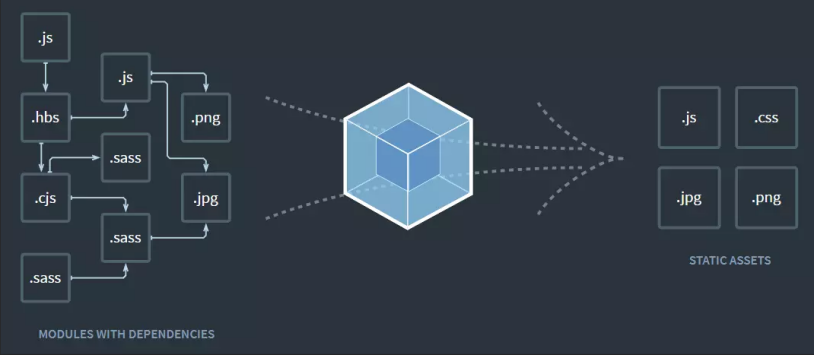 .js
.js
.hbs
.png
.sass
.cjs
.jpg
.sass
.sass
MODULES WITH DEPENDENCIES
.js
.css
.jpg
.png
STATIC ASSETS